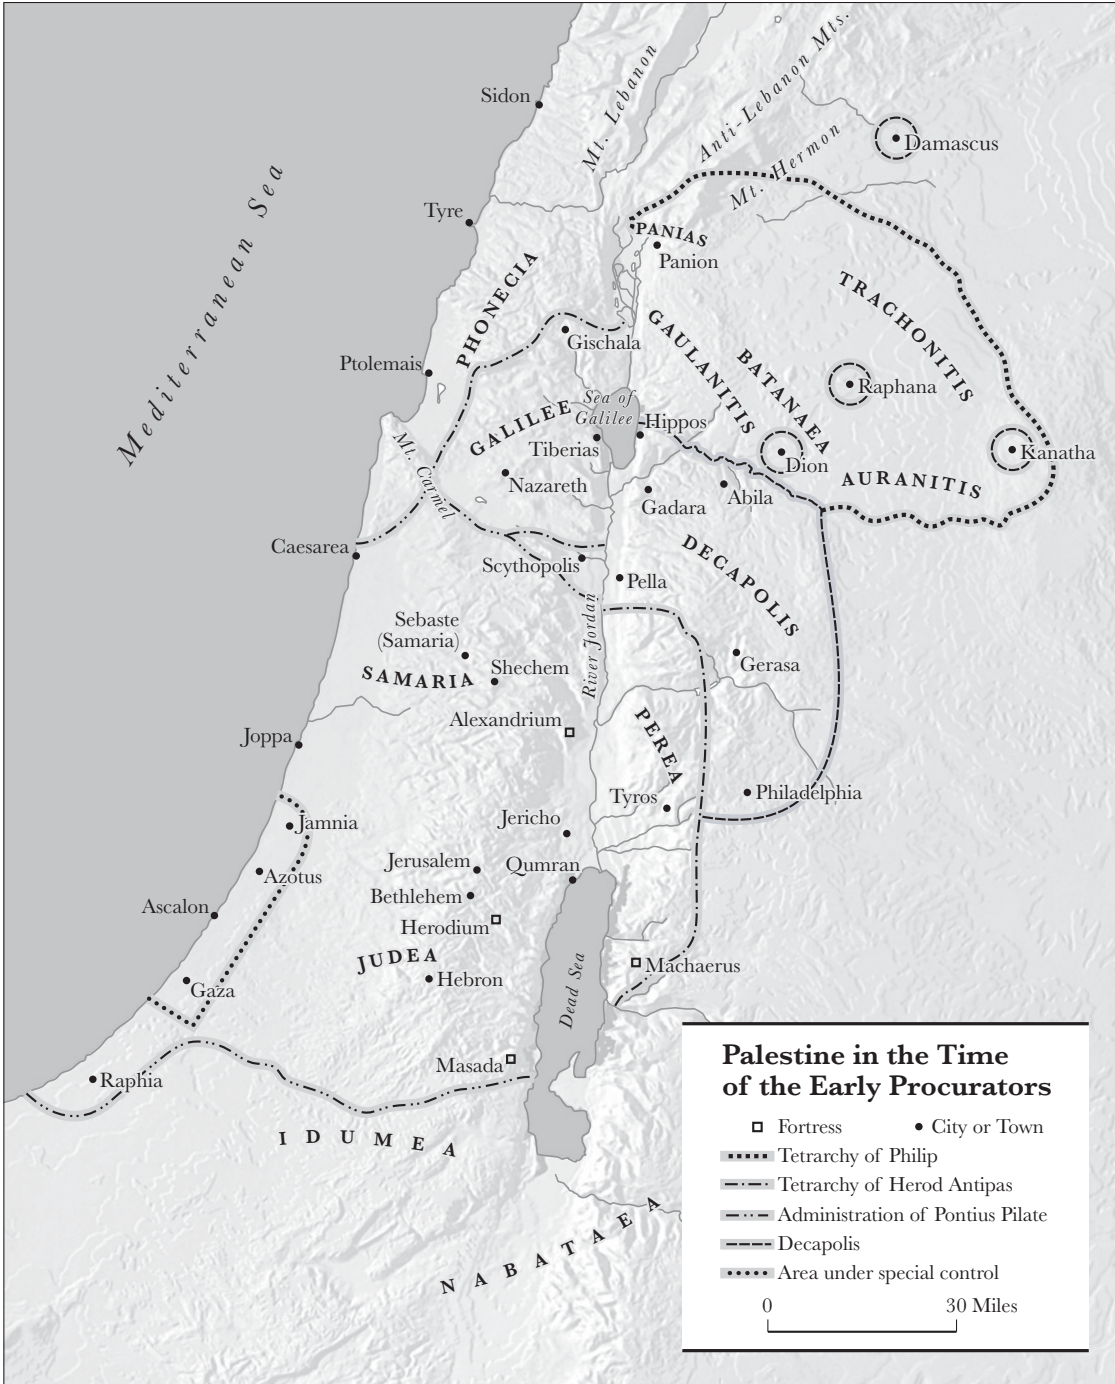 Mt. Lebanon
Anti-Lebanon Mts.
Sidon
Mt. Hermon
Damascus
Mediterranean Sea
Tyre
PANIAS
Panion
PHONECIA
TRACHONITIS
GAULANITIS
Gischala
BATANAEA
Ptolemais
Raphana
Sea of
Galilee
GALILEE
Hippos
Tiberias
Mt. Carmel
Dion
Kanatha
Nazareth
Gadara
Abila
AURANITIS
Caesarea
Scythopolis
DECAPOLIS
Pella
River Jordan
Sebaste
(Samaria)
Gerasa
SAMARIA
Shechem
Alexandrium
PEREA
Joppa
Tyros
Philadelphia
Jamnia
Jericho
Jerusalem
Qumran
Azotus
Bethlehem
Ascalon
Herodium
JUDEA
Machaerus
Hebron
Gaza
Dead Sea
Masada
Raphia
IDUMEA
NABATAEA
Palestine in the Time
of the Early Procurators
Fortress
City or Town
Tetrarchy of Philip
Tetrarchy of Herod Antipas
Administration of Pontius Pilate
Decapolis
Area under special control
0 30 Miles